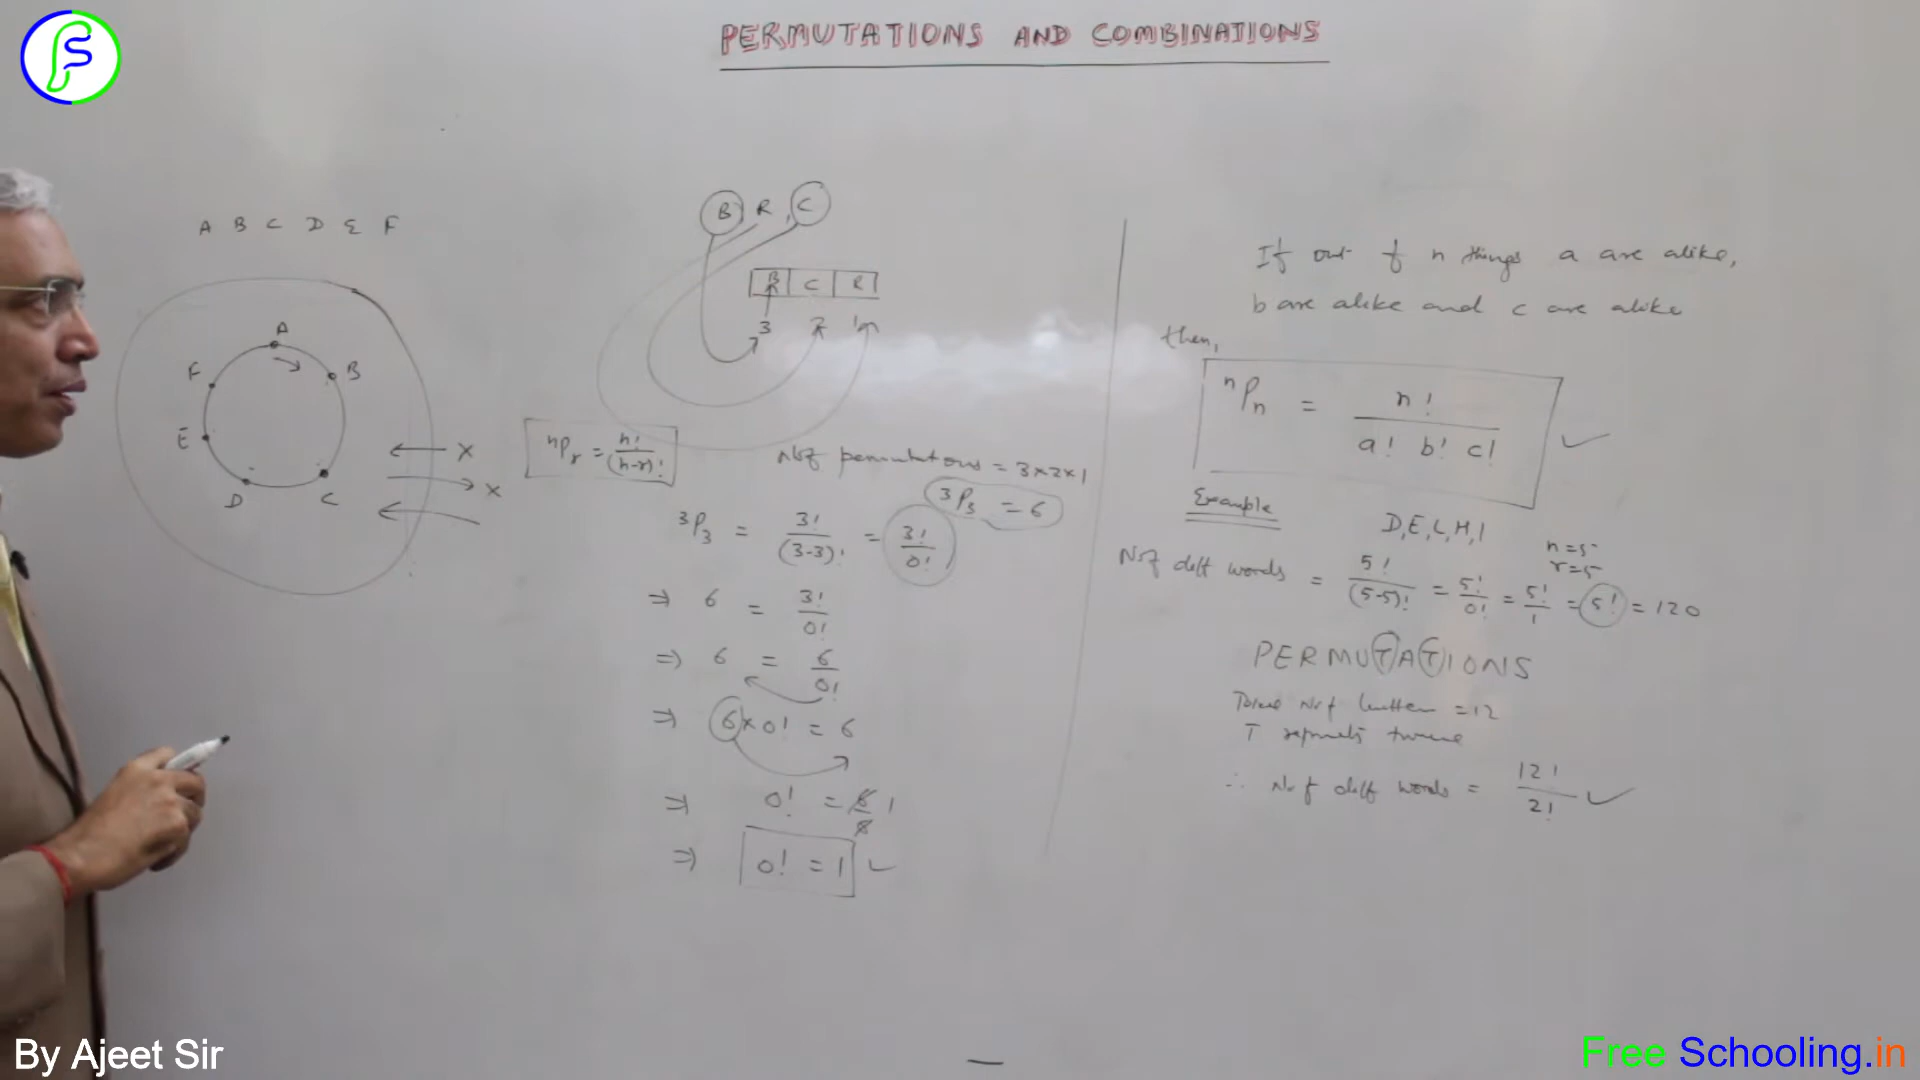 PERMUTATIONS AND COMBINATIONS
A B C D E F
A
B
C
D
E
F
X
X
B R, C
B C R
3 2 1
ⁿPᵣ = n!/(n-r)!
No of permutations = 3×2×1
³P₃ = 6
³P₃ = 3!/(3-3)! = 3!/0!
⇒ 6 = 3!/0!
⇒ 6 = 6/0!
⇒ 6 × 0! = 6
⇒ 0! = 6/6 1
⇒ 0! = 1 ✓
If out of n things a are alike,
b are alike and c are alike
then,
ⁿPₙ = n!/a! b! c! ✓
Example
D, E, L, H, I
n=5
r=5
No of diff words = 5!/(5-5)! = 5!/0! = 5!/1 = 5! = 120
PERMUTATIONS
Total No of letters = 12
T repeats twice
∴ No of diff words = 12!/2! ✓
By Ajeet Sir
Free Schooling.in